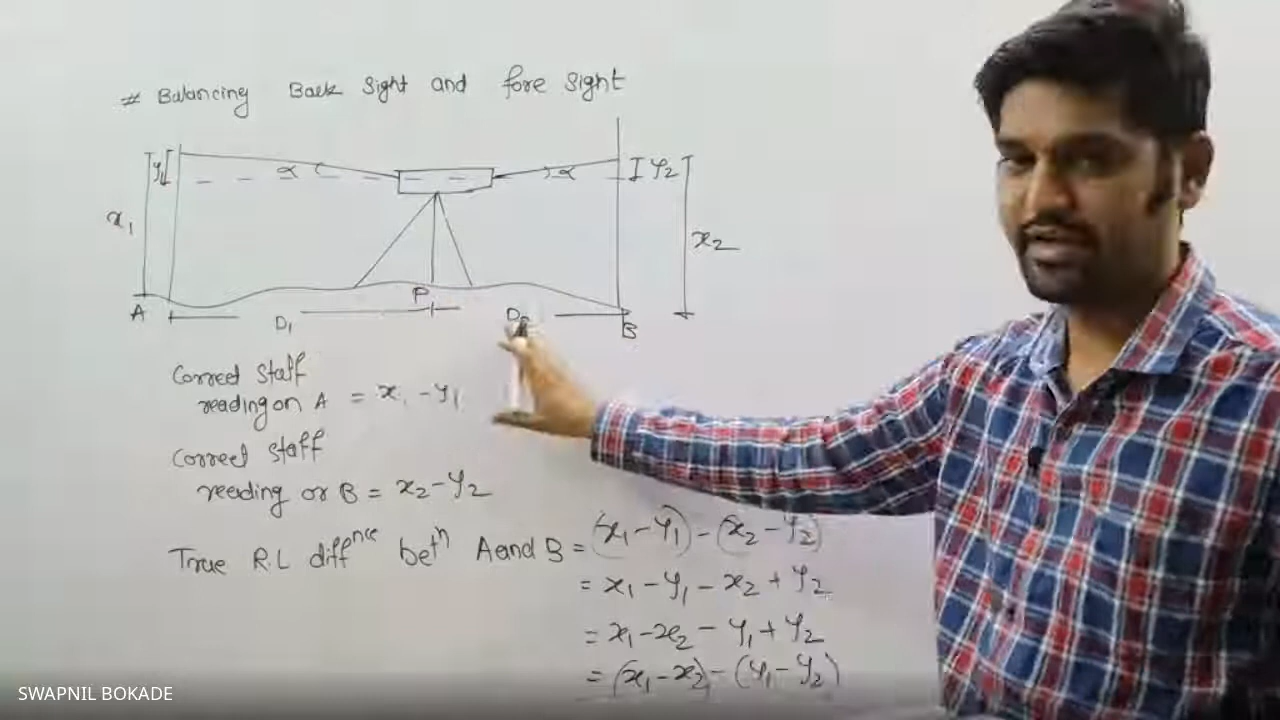 # Balancing Back Sight and fore sight
y1 α α y2
x1 x2
A P B
D1 D2
Correct staff
reading on A = x1 - y1
Correct staff
reading or B = x2 - y2
True R.L diffnce betn A and B = (x1 - y1) - (x2 - y2)
= x1 - y1 - x2 + y2
= x1 - x2 - y1 + y2
= (x1 - x2) - (y1 - y2)
SWAPNIL BOKADE